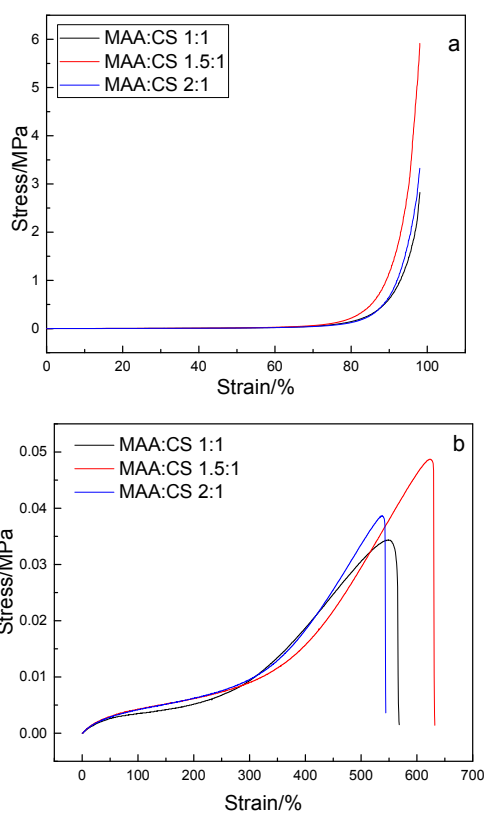 a
MAA:CS 1:1
MAA:CS 1.5:1
MAA:CS 2:1
Stress/MPa
6
5
4
3
2
1
0
0 20 40 60 80 100
Strain/%
b
MAA:CS 1:1
MAA:CS 1.5:1
MAA:CS 2:1
Stress/MPa
0.05
0.04
0.03
0.02
0.01
0.00
0 100 200 300 400 500 600 700
Strain/%